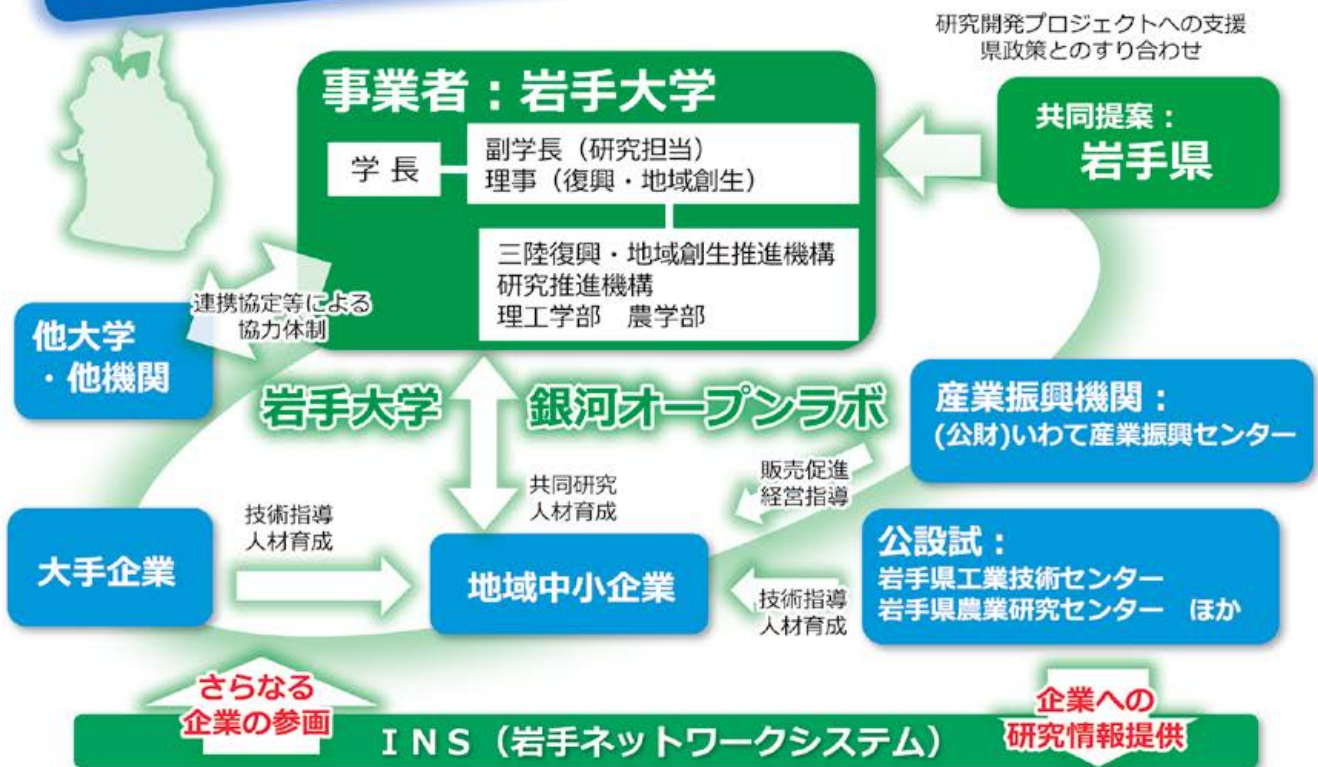 研究開発プロジェクトへの支援
県政策とのすり合わせ
事業者：岩手大学
学 長
副学長（研究担当）
理事（復興・地域創生）
共同提案：
岩手県
三陸復興・地域創生推進機構
研究推進機構
理工学部　農学部
連携協定等による
協力体制
他大学
・他機関
岩手大学
銀河オープンラボ
産業振興機関：
(公財)いわて産業振興センター
販売促進
経営指導
共同研究
人材育成
技術指導
人材育成
大手企業
地域中小企業
公設試：
岩手県工業技術センター
岩手県農業研究センター　ほか
技術指導
人材育成
さらなる
企業の参画
企業への
研究情報提供
ＩＮＳ（岩手ネットワークシステム）